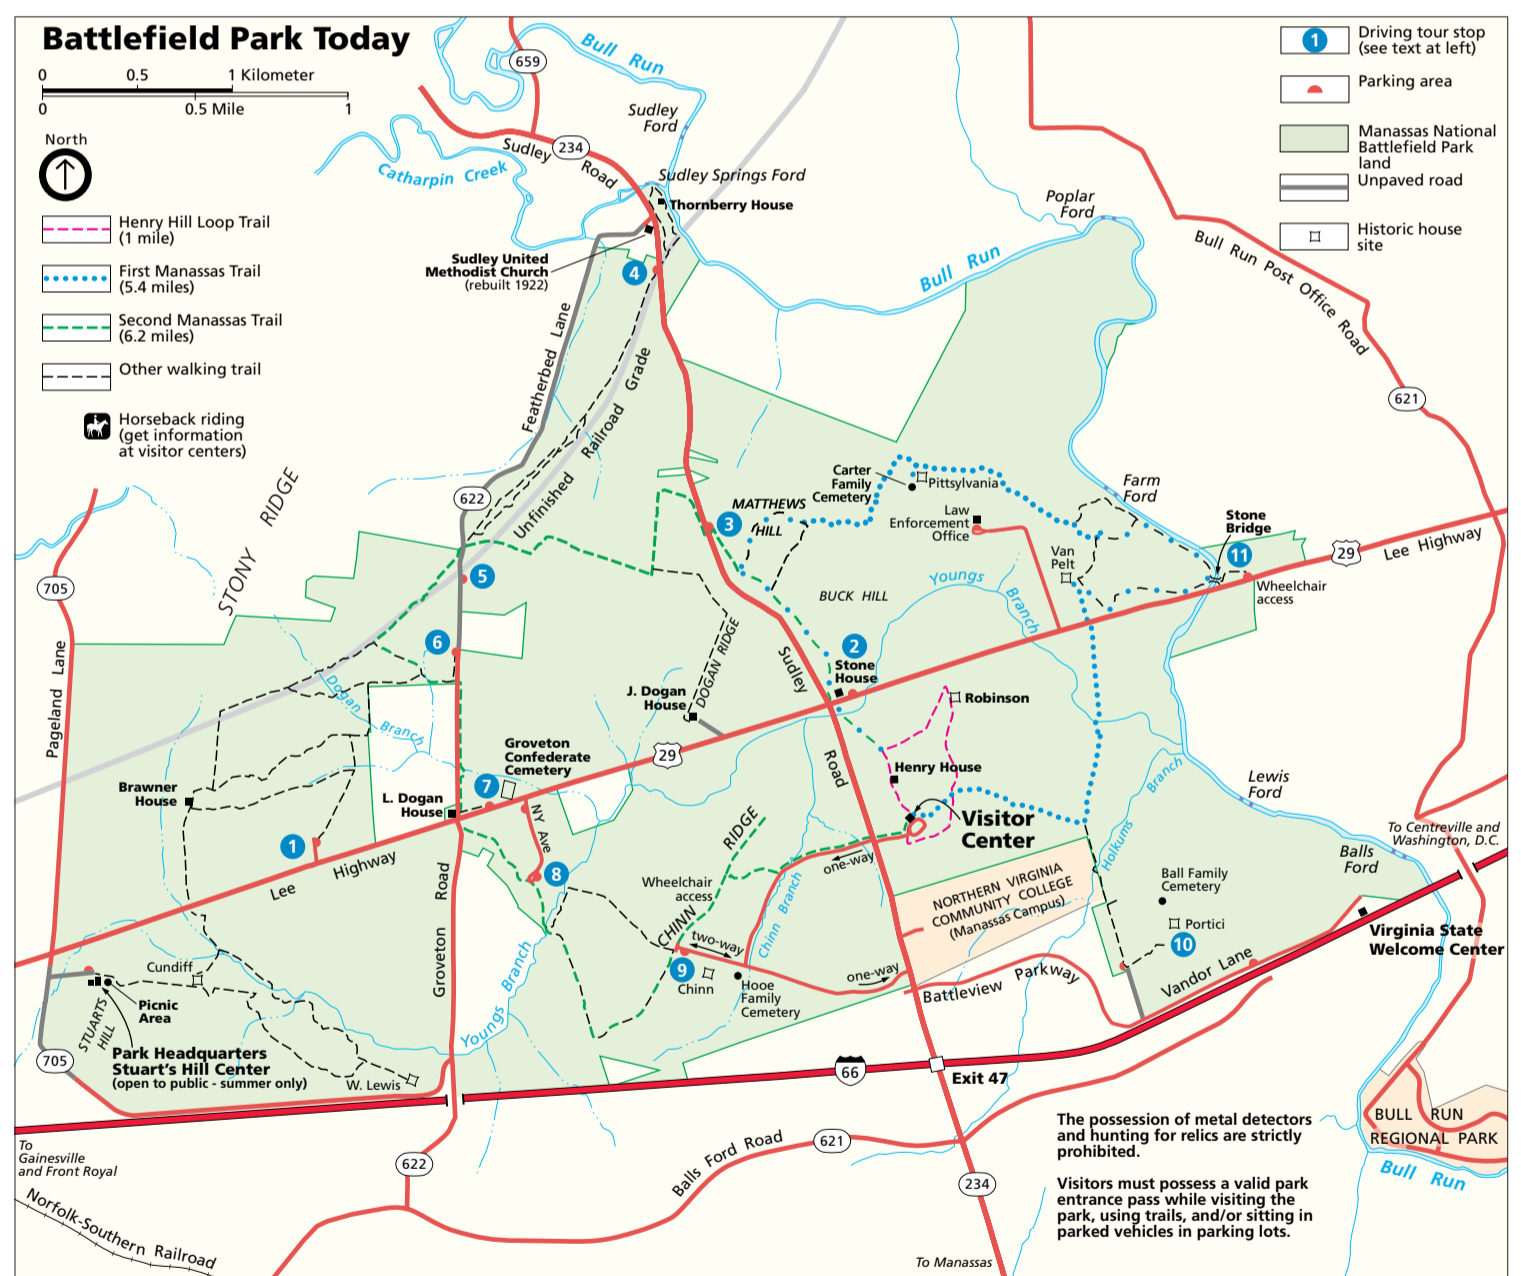 Battlefield Park Today
0 0.5 1 Kilometer
0 0.5 Mile 1
North
Henry Hill Loop Trail
(1 mile)
First Manassas Trail
(5.4 miles)
Second Manassas Trail
(6.2 miles)
Other walking trail
Horseback riding
(get information
at visitor centers)
1
Driving tour stop
(see text at left)
Parking area
Manassas National
Battlefield Park
land
Unpaved road
Historic house
site
659
Bull Run
Sudley
Ford
234
Sudley
Road
Catharpin Creek
Sudley Springs Ford
Thornberry House
Sudley United
Methodist Church
(rebuilt 1922)
4
Poplar
Ford
Bull Run
Bull Run Post Office Road
621
Featherbed Lane
Unfinished Railroad Grade
622
STONY RIDGE
705
Pageland Lane
Carter
Family
Cemetery
Pittsylvania
MATTHEWS
HILL
3
Law
Enforcement
Office
Farm
Ford
Stone
Bridge
11
29
Lee Highway
Wheelchair
access
Van
Pelt
Youngs
Branch
BUCK HILL
5
6
2
Stone
House
Sudley
DOGAN RIDGE
J. Dogan
House
Dogan
Branch
Robinson
29
Groveton
Confederate
Cemetery
7
Road
Henry House
Brawner
House
L. Dogan
House
NY Ave
Visitor
Center
Branch
Holkums
Lewis
Ford
To Centreville and
Washington, D.C.
Balls
Ford
1
Lee Highway
8
RIDGE
CHINN
Wheelchair
access
one-way
Chinn Branch
NORTHERN VIRGINIA
COMMUNITY COLLEGE
(Manassas Campus)
Ball Family
Cemetery
Portici
10
Virginia State
Welcome Center
Groveton
Road
two-way
9
Chinn
Hooe
Family
Cemetery
one-way
Battleview Parkway
Vandor Lane
Cundiff
Picnic
Area
STUARTS
HILL
Youngs Branch
Park Headquarters
Stuart's Hill Center
(open to public - summer only)
W. Lewis
705
66
Exit 47
The possession of metal detectors
and hunting for relics are strictly
prohibited.
Visitors must possess a valid park
entrance pass while visiting the
park, using trails, and/or sitting in
parked vehicles in parking lots.
BULL RUN
REGIONAL PARK
Bull Run
To
Gainesville
and Front Royal
Norfolk-Southern Railroad
622
Balls Ford Road
621
234
To Manassas